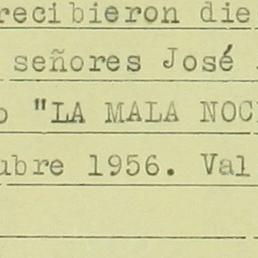 recibieron die
señores José
"LA MALA NOC
ubre 1956. Val